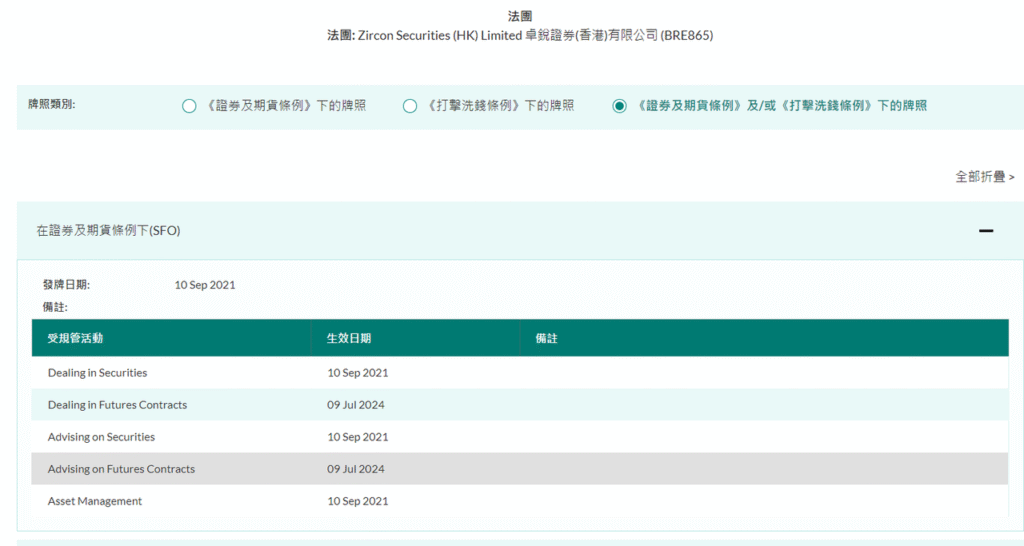 法團
法團: Zircon Securities (HK) Limited 卓銳證券(香港)有限公司 (BRE865)
牌照類別: 《證券及期貨條例》下的牌照 《打擊洗錢條例》下的牌照 《證券及期貨條例》及/或《打擊洗錢條例》下的牌照
全部折疊 >
在證券及期貨條例下(SFO)
發牌日期: 10 Sep 2021
備註:
受規管活動 生效日期 備註
Dealing in Securities 10 Sep 2021
Dealing in Futures Contracts 09 Jul 2024
Advising on Securities 10 Sep 2021
Advising on Futures Contracts 09 Jul 2024
Asset Management 10 Sep 2021